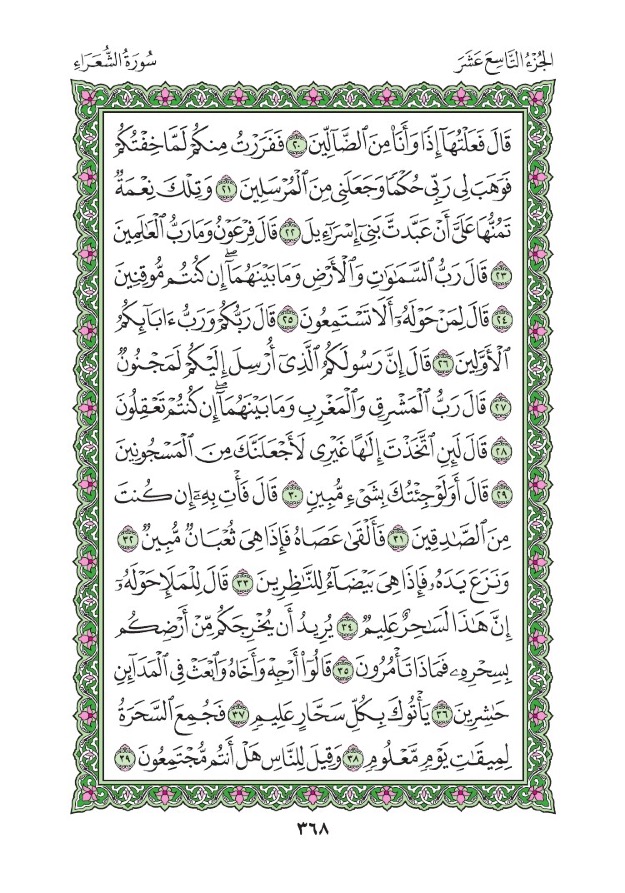 سُورَةُ الشُّعَرَاءِ
الجُزْءُ التَّاسِعَ عَشَرَ
قَالَ فَعَلْتُهَآ إِذًا وَأَنَا۠ مِنَ ٱلضَّآلِّينَ ٢٠ فَفَرَرْتُ مِنكُمْ لَمَّا خِفْتُكُمْ
فَوَهَبَ لِى رَبِّى حُكْمًا وَجَعَلَنِى مِنَ ٱلْمُرْسَلِينَ ٢١ وَتِلْكَ نِعْمَةٌ
تَمُنُّهَا عَلَىَّ أَنْ عَبَّدتَّ بَنِىٓ إِسْرَٰٓءِيلَ ٢٢ قَالَ فِرْعَوْنُ وَمَا رَبُّ ٱلْعَٰلَمِينَ
٢٣ قَالَ رَبُّ ٱلسَّمَٰوَٰتِ وَٱلْأَرْضِ وَمَا بَيْنَهُمَآ ۖ إِن كُنتُم مُّوقِنِينَ
٢٤ قَالَ لِمَنْ حَوْلَهُۥٓ أَلَا تَسْتَمِعُونَ ٢٥ قَالَ رَبُّكُمْ وَرَبُّ ءَابَآئِكُمُ
ٱلْأَوَّلِينَ ٢٦ قَالَ إِنَّ رَسُولَكُمُ ٱلَّذِىٓ أُرْسِلَ إِلَيْكُمْ لَمَجْنُونٌ
٢٧ قَالَ رَبُّ ٱلْمَشْرِقِ وَٱلْمَغْرِبِ وَمَا بَيْنَهُمَآ ۖ إِن كُنتُمْ تَعْقِلُونَ
٢٨ قَالَ لَئِنِ ٱتَّخَذْتَ إِلَٰهًا غَيْرِى لَأَجْعَلَنَّكَ مِنَ ٱلْمَسْجُونِينَ
٢٩ قَالَ أَوَلَوْ جِئْتُكَ بِشَىْءٍ مُّبِينٍ ٣٠ قَالَ فَأْتِ بِهِۦٓ إِن كُنتَ
مِنَ ٱلصَّٰدِقِينَ ٣١ فَأَلْقَىٰ عَصَاهُ فَإِذَا هِىَ ثُعْبَانٌ مُّبِينٌ ٣٢
وَنَزَعَ يَدَهُۥ فَإِذَا هِىَ بَيْضَآءُ لِلنَّٰظِرِينَ ٣٣ قَالَ لِلْمَلَإِ حَوْلَهُۥٓ
إِنَّ هَٰذَا لَسَٰحِرٌ عَلِيمٌ ٣٤ يُرِيدُ أَن يُخْرِجَكُم مِّنْ أَرْضِكُم
بِسِحْرِهِۦ فَمَاذَا تَأْمُرُونَ ٣٥ قَالُوٓا۟ أَرْجِهْ وَأَخَاهُ وَٱبْعَثْ فِى ٱلْمَدَآئِنِ
حَٰشِرِينَ ٣٦ يَأْتُوكَ بِكُلِّ سَحَّارٍ عَلِيمٍ ٣٧ فَجُمِعَ ٱلسَّحَرَةُ
لِمِيقَٰتِ يَوْمٍ مَّعْلُومٍ ٣٨ وَقِيلَ لِلنَّاسِ هَلْ أَنتُم مُّجْتَمِعُونَ ٣٩
٣٦٨